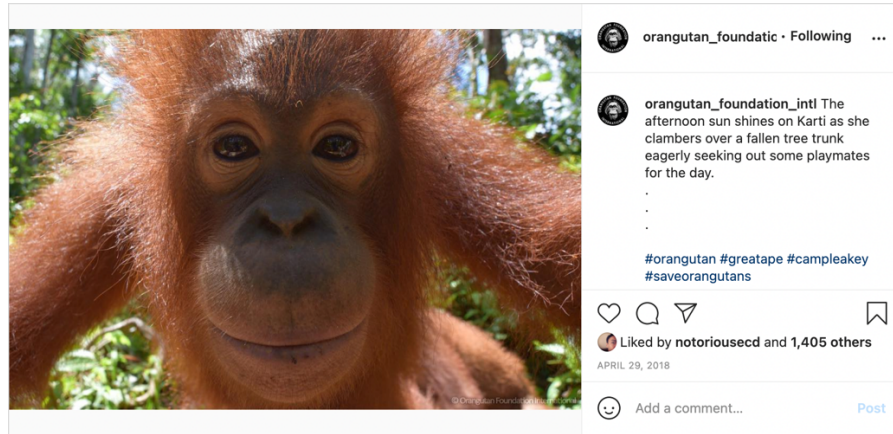 orangutan_foundatic • Following
orangutan_foundation_intl The
afternoon sun shines on Karti as she
clambers over a fallen tree trunk
eagerly seeking out some playmates
for the day.
.
.
.
#orangutan #greatape #campleakey
#saveorangutans
Liked by notoriousecd and 1,405 others
APRIL 29, 2018
Add a comment...
Post
© Orangutan Foundation International